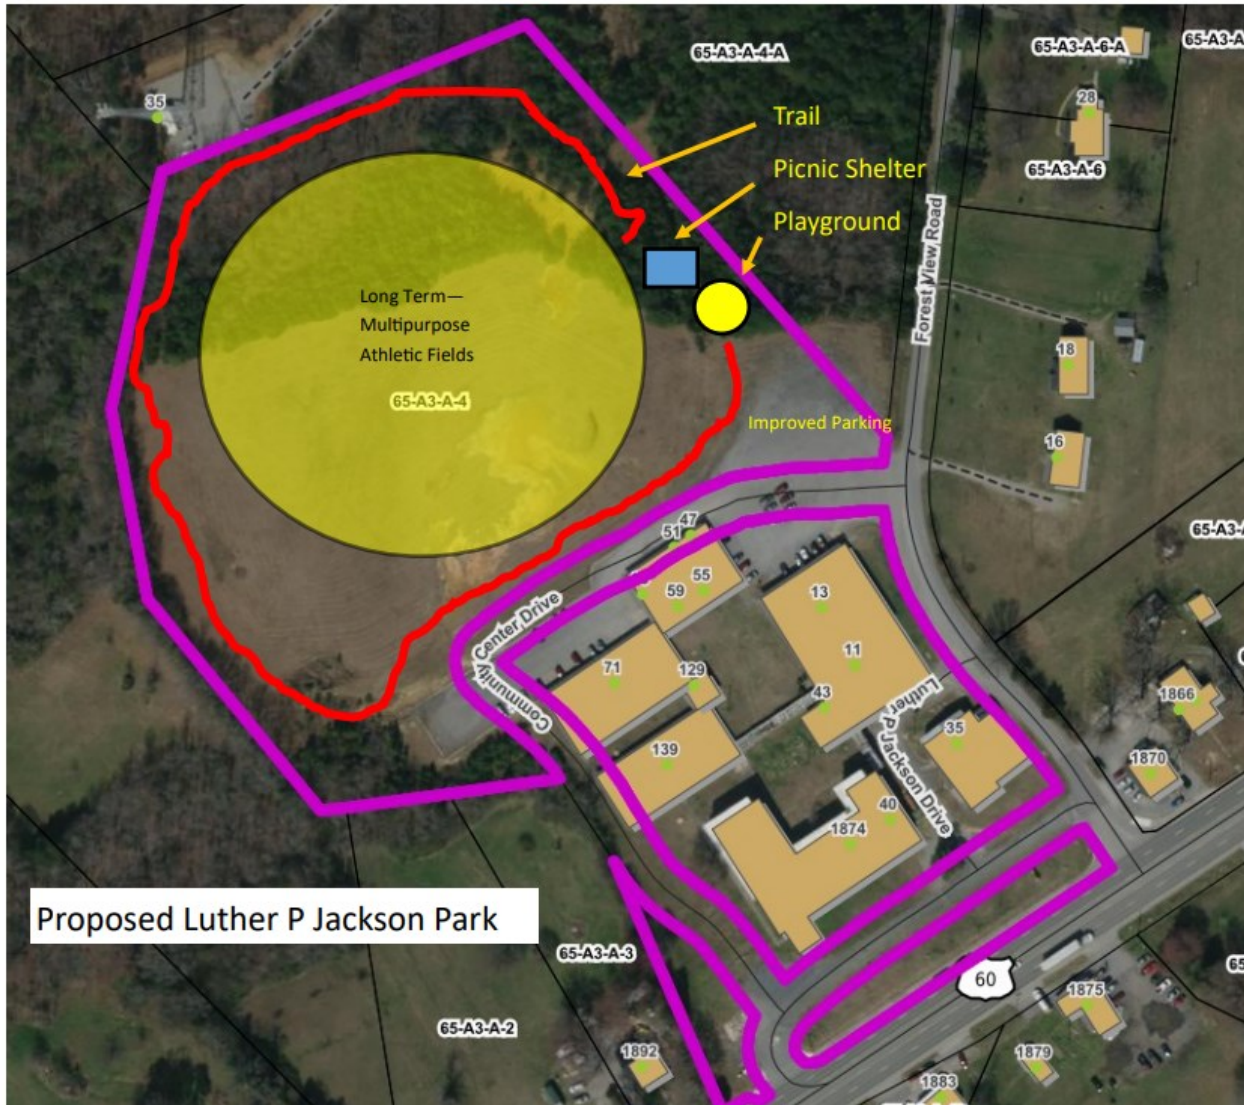 65-A3-A-4-A
65-A3-A-6-A
65-A3-A
35
28
Trail
Picnic Shelter
65-A3-A-6
Playground
Forest View Road
Long Term—
Multipurpose
Athletic Fields
65-A3-A-4
18
Improved Parking
16
47
51
65-A3-A
55
59
13
Community Center Drive
71
129
11
43
Luther P Jackson Drive
35
1866
139
1870
40
1874
Proposed Luther P Jackson Park
65-A3-A-3
60
65
1875
65-A3-A-2
1892
1879
1883